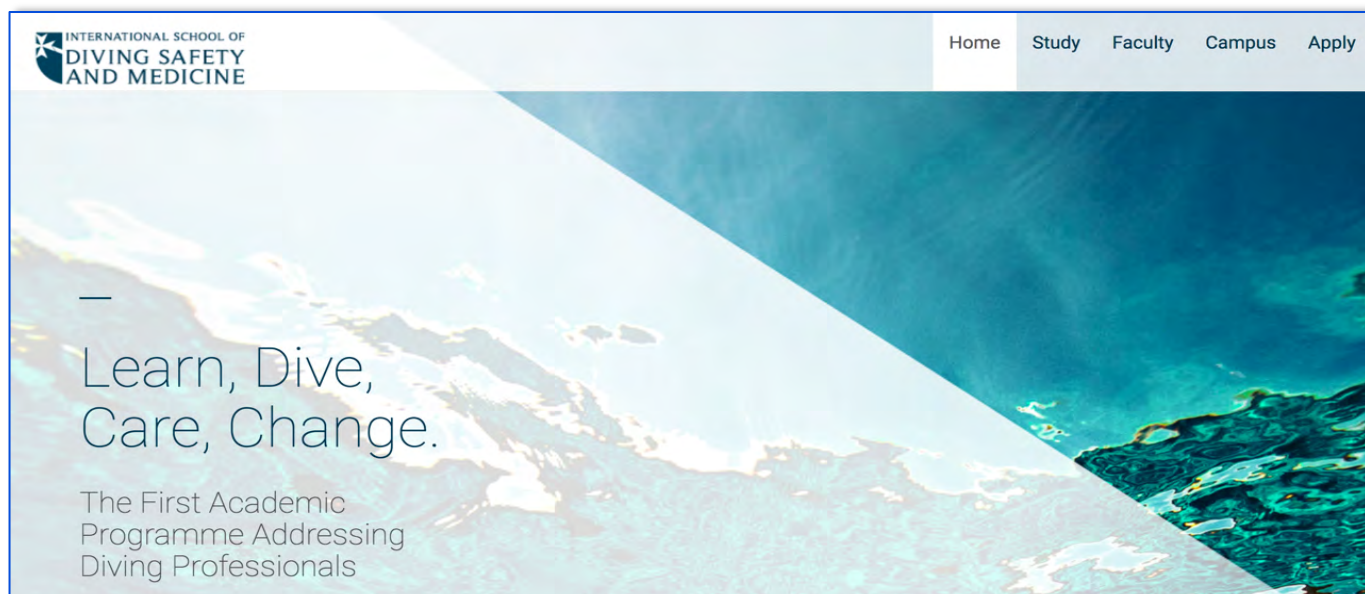 INTERNATIONAL SCHOOL OF
DIVING SAFETY
AND MEDICINE
Home Study Faculty Campus Apply
Learn, Dive,
Care, Change.
The First Academic
Programme Addressing
Diving Professionals